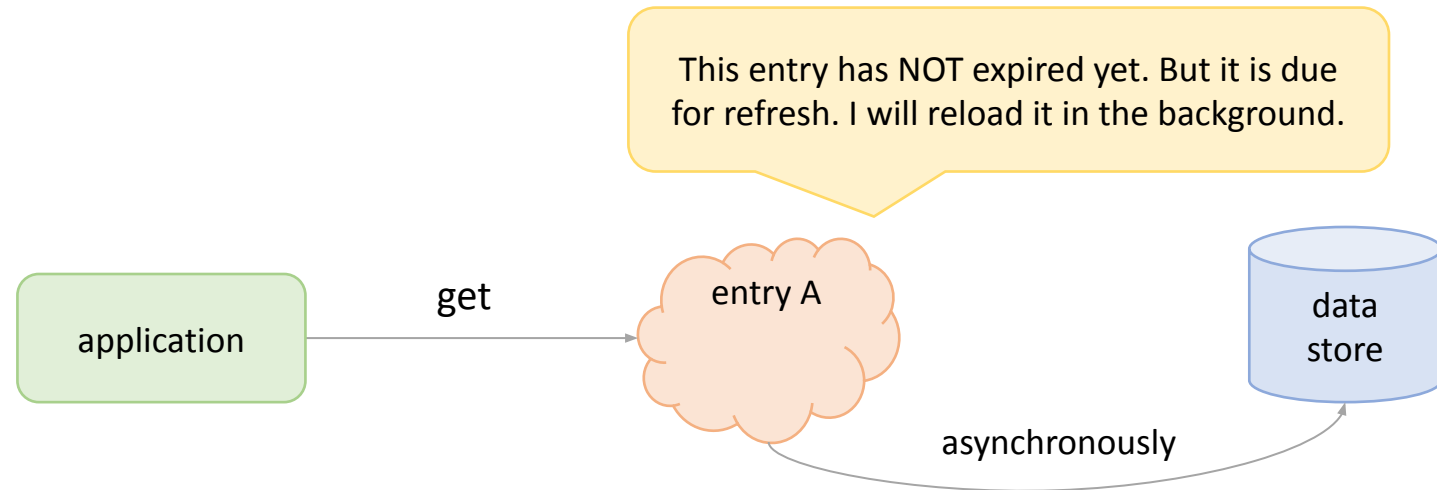 This entry has NOT expired yet. But it is due
for refresh. I will reload it in the background.
application
get
entry A
data
store
asynchronously